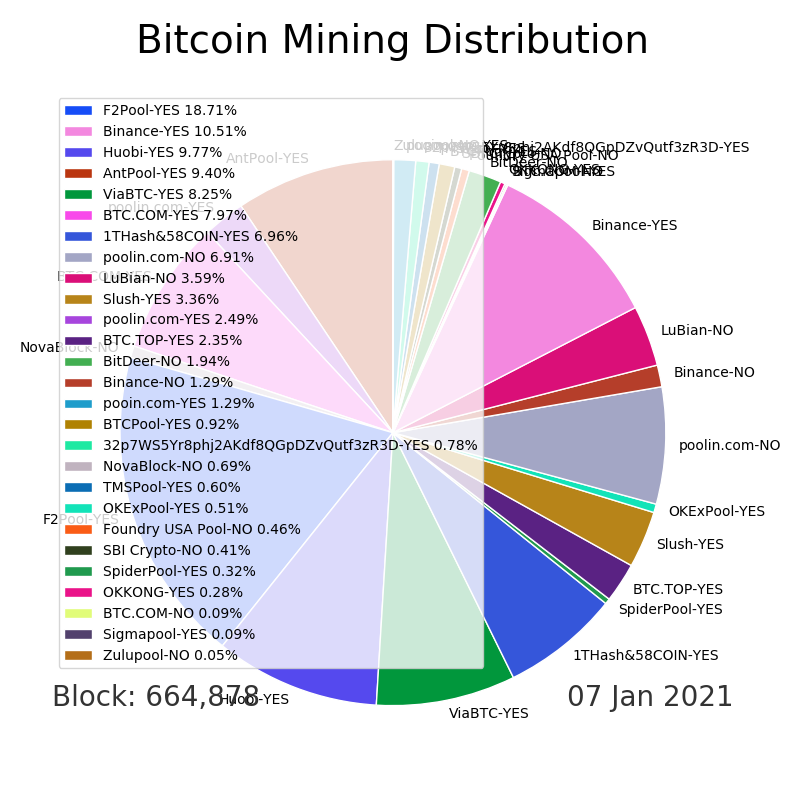 Bitcoin Mining Distribution
F2Pool-YES 18.71%
Binance-YES 10.51%
Huobi-YES 9.77%
AntPool-YES 9.40%
ViaBTC-YES 8.25%
BTC.COM-YES 7.97%
1THash&58COIN-YES 6.96%
poolin.com-NO 6.91%
LuBian-NO 3.59%
Slush-YES 3.36%
poolin.com-YES 2.49%
BTC.TOP-YES 2.35%
BitDeer-NO 1.94%
Binance-NO 1.29%
pooin.com-YES 1.29%
BTCPool-YES 0.92%
32p7WS5Yr8phj2AKdf8QGpDZvQutf3zR3D-YES 0.78%
NovaBlock-NO 0.69%
TMSPool-YES 0.60%
OKExPool-YES 0.51%
Foundry USA Pool-NO 0.46%
SBI Crypto-NO 0.41%
SpiderPool-YES 0.32%
OKKONG-YES 0.28%
BTC.COM-NO 0.09%
Sigmapool-YES 0.09%
Zulupool-NO 0.05%
AntPool-YES
poolin.com-YES
BTC.COM-YES
NovaBlock-NO
F2Pool-YES
Huobi-YES
ViaBTC-YES
1THash&58COIN-YES
SpiderPool-YES
BTC.TOP-YES
Slush-YES
OKExPool-YES
poolin.com-NO
Binance-NO
LuBian-NO
Binance-YES
BitDeer-NO
Block: 664,878
07 Jan 2021